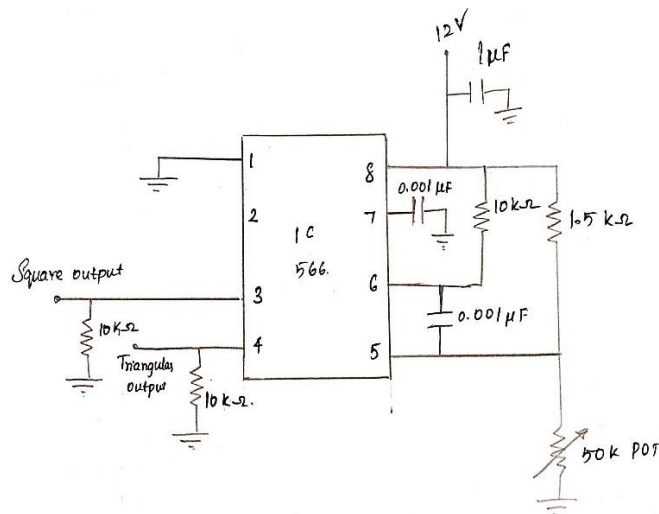 12V
1µF
1
8
0.001µF
10kΩ
1.5 kΩ
2
7
IC
566.
6
Square output
3
0.001µF
10KΩ
4
5
Triangular
output
10kΩ.
50K POT